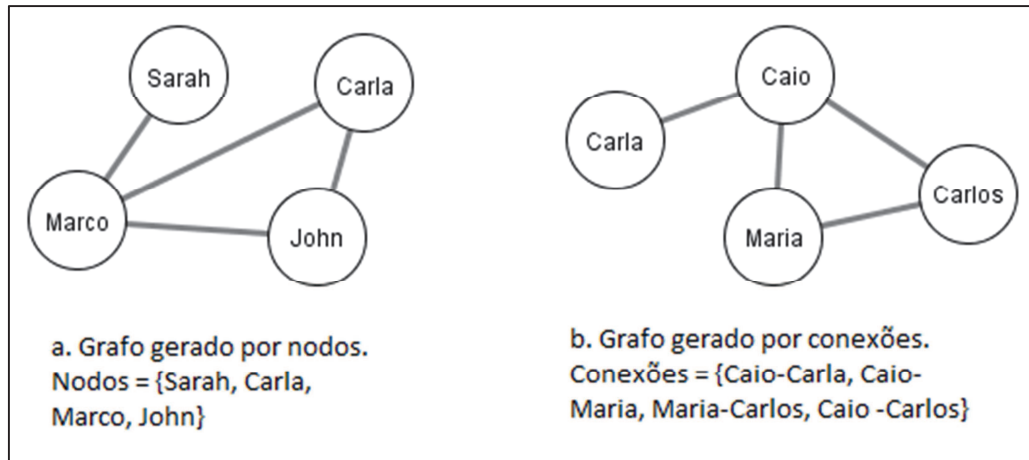 Sarah
Carla
Marco
John
a. Grafo gerado por nodos.
Nodos = {Sarah, Carla,
Marco, John}
Caio
Carla
Carlos
Maria
b. Grafo gerado por conexões.
Conexões = {Caio-Carla, Caio-
Maria, Maria-Carlos, Caio -Carlos}